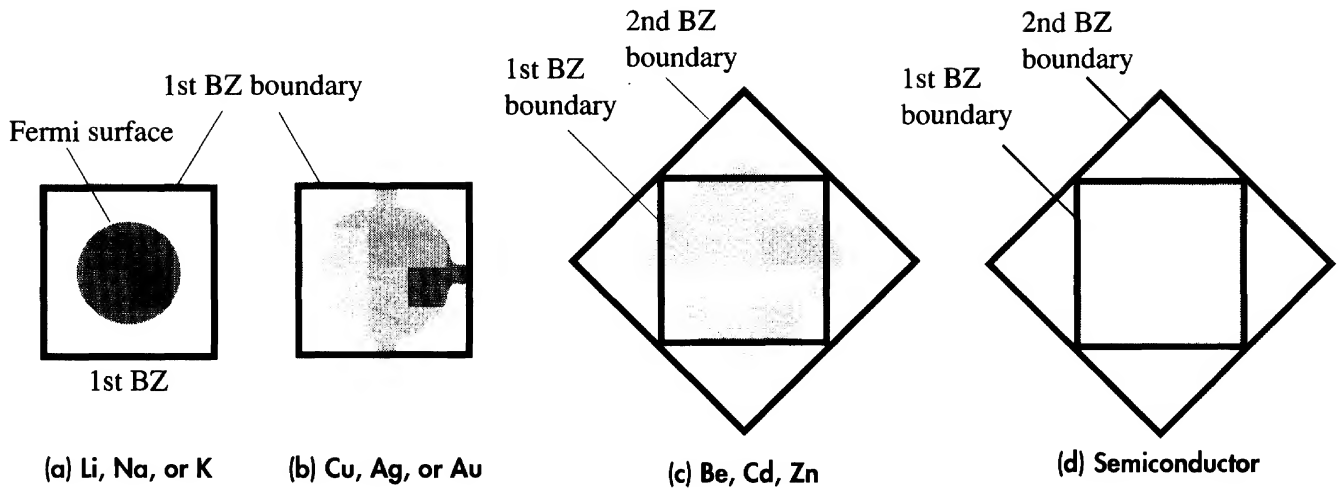 1st BZ boundary
Fermi surface
1st BZ
(a) Li, Na, or K
(b) Cu, Ag, or Au
2nd BZ
boundary
1st BZ
boundary
(c) Be, Cd, Zn
2nd BZ
boundary
1st BZ
boundary
(d) Semiconductor